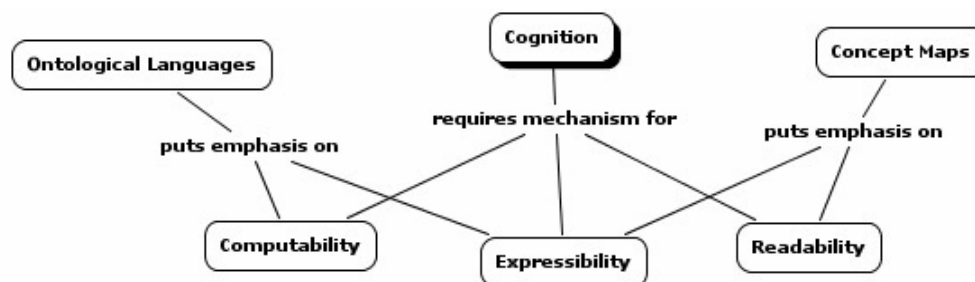 Cognition
Ontological Languages
Concept Maps
requires mechanism for
puts emphasis on
puts emphasis on
Computability
Expressibility
Readability